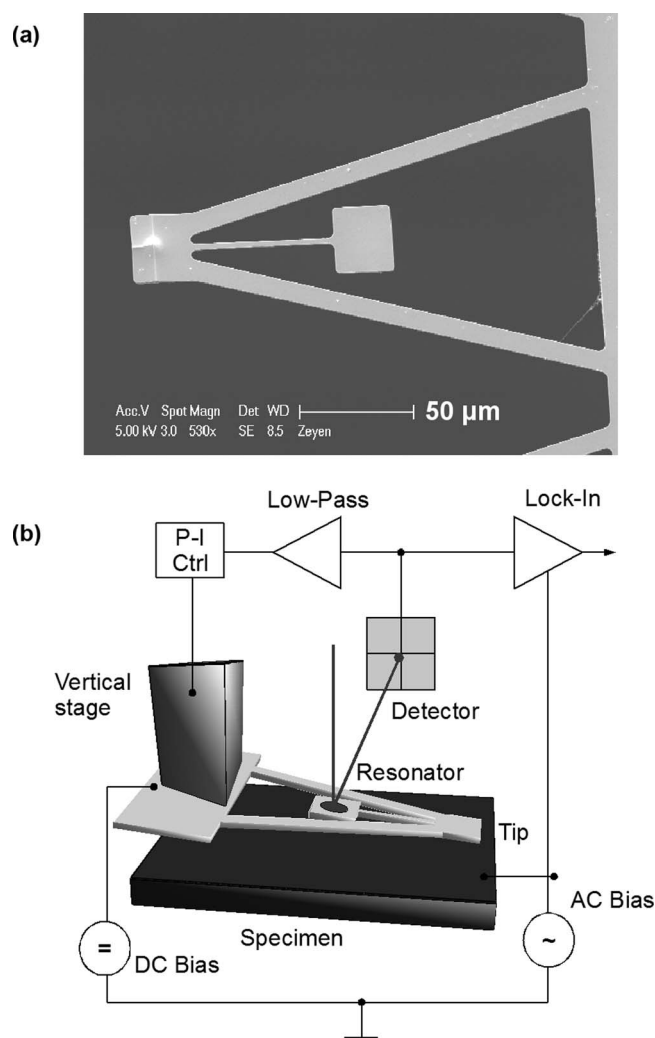 (a)
Acc.V Spot Magn Det WD
50 µm
5.00 kV 3.0 530x SE 8.5 Zeyen
(b)
Low-Pass
Lock-In
P-I
Ctrl
Vertical
stage
Detector
Resonator
Tip
AC Bias
Specimen
=
DC Bias
~